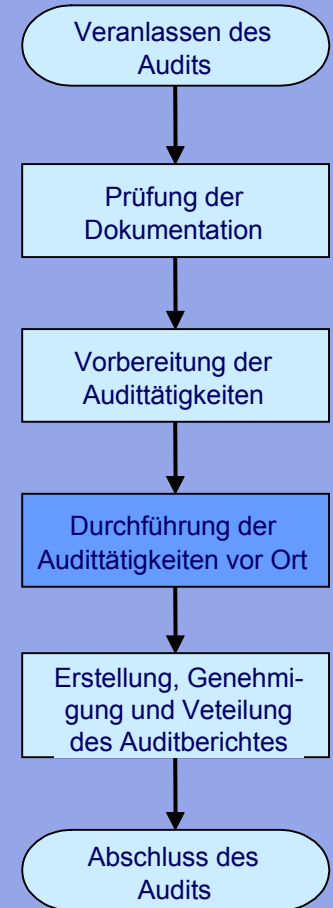 Veranlassen des
Audits
Prüfung der
Dokumentation
Vorbereitung der
Audittätigkeiten
Durchführung der
Audittätigkeiten vor Ort
Erstellung, Genehmi-
gung und Veteilung
des Auditberichtes
Abschluss des
Audits